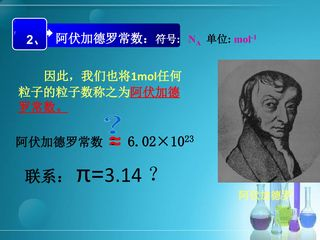 2、 阿伏加德罗常数：符号： Nᴀ 单位: mol⁻¹
因此，我们也将1mol任何
粒子的粒子数称之为阿伏加德
罗常数。
？
阿伏加德罗常数 ≈ 6.02×10²³
联系： π=3.14 ？
阿伏加德罗